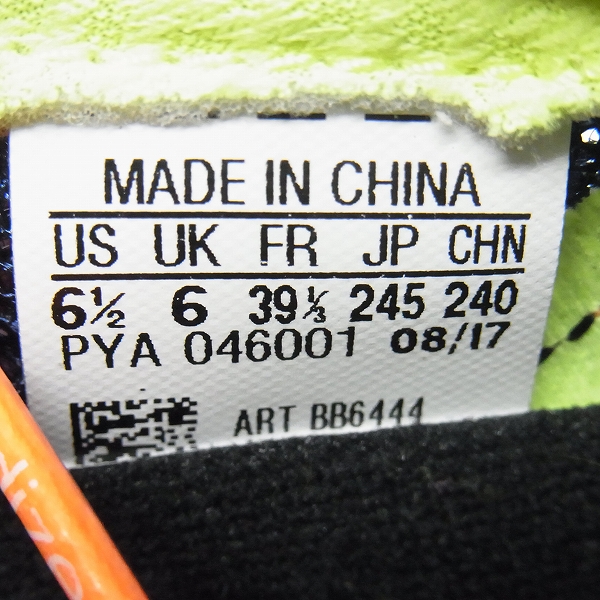 MADE IN CHINA
US UK FR JP CHN
6½ 6 39⅓ 245 240
PYA 046001 08/17
ART BB6444